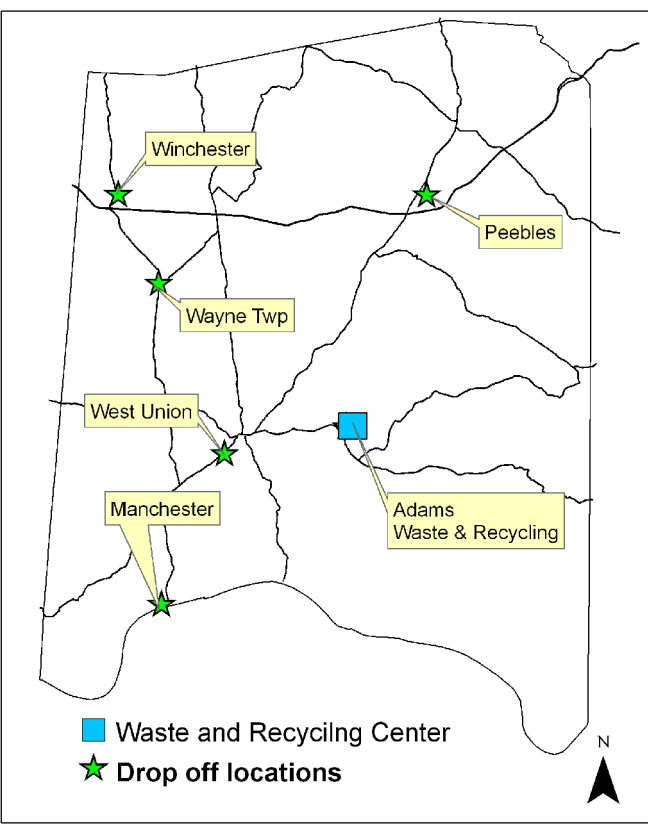 Winchester
Peebles
Wayne Twp
West Union
Manchester
Adams
Waste & Recycling
Waste and Recycilng Center
Drop off locations
N